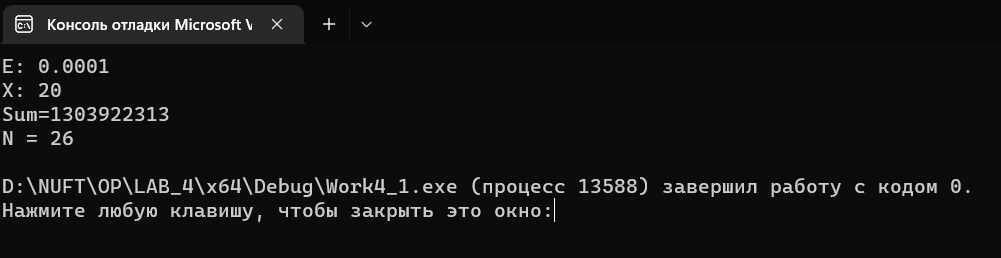 Консоль отладки Microsoft V
E: 0.0001
X: 20
Sum=1303922313
N = 26
D:\NUFT\OP\LAB_4\x64\Debug\Work4_1.exe (процесс 13588) завершил работу с кодом 0.
Нажмите любую клавишу, чтобы закрыть это окно: